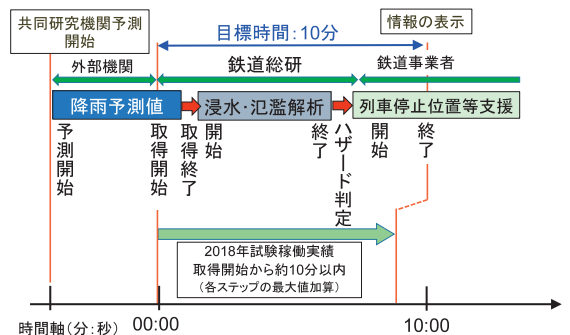 共同研究機関予測
開始
目標時間:10分
情報の表示
外部機関
鉄道総研
鉄道事業者
降雨予測値
浸水・氾濫解析
列車停止位置等支援
予測開始
取得開始
取得終了
開始
終了
ハザード判定
開始
終了
2018年試験稼働実績
取得開始から約10分以内
(各ステップの最大値加算)
時間軸(分:秒)
00:00
10:00